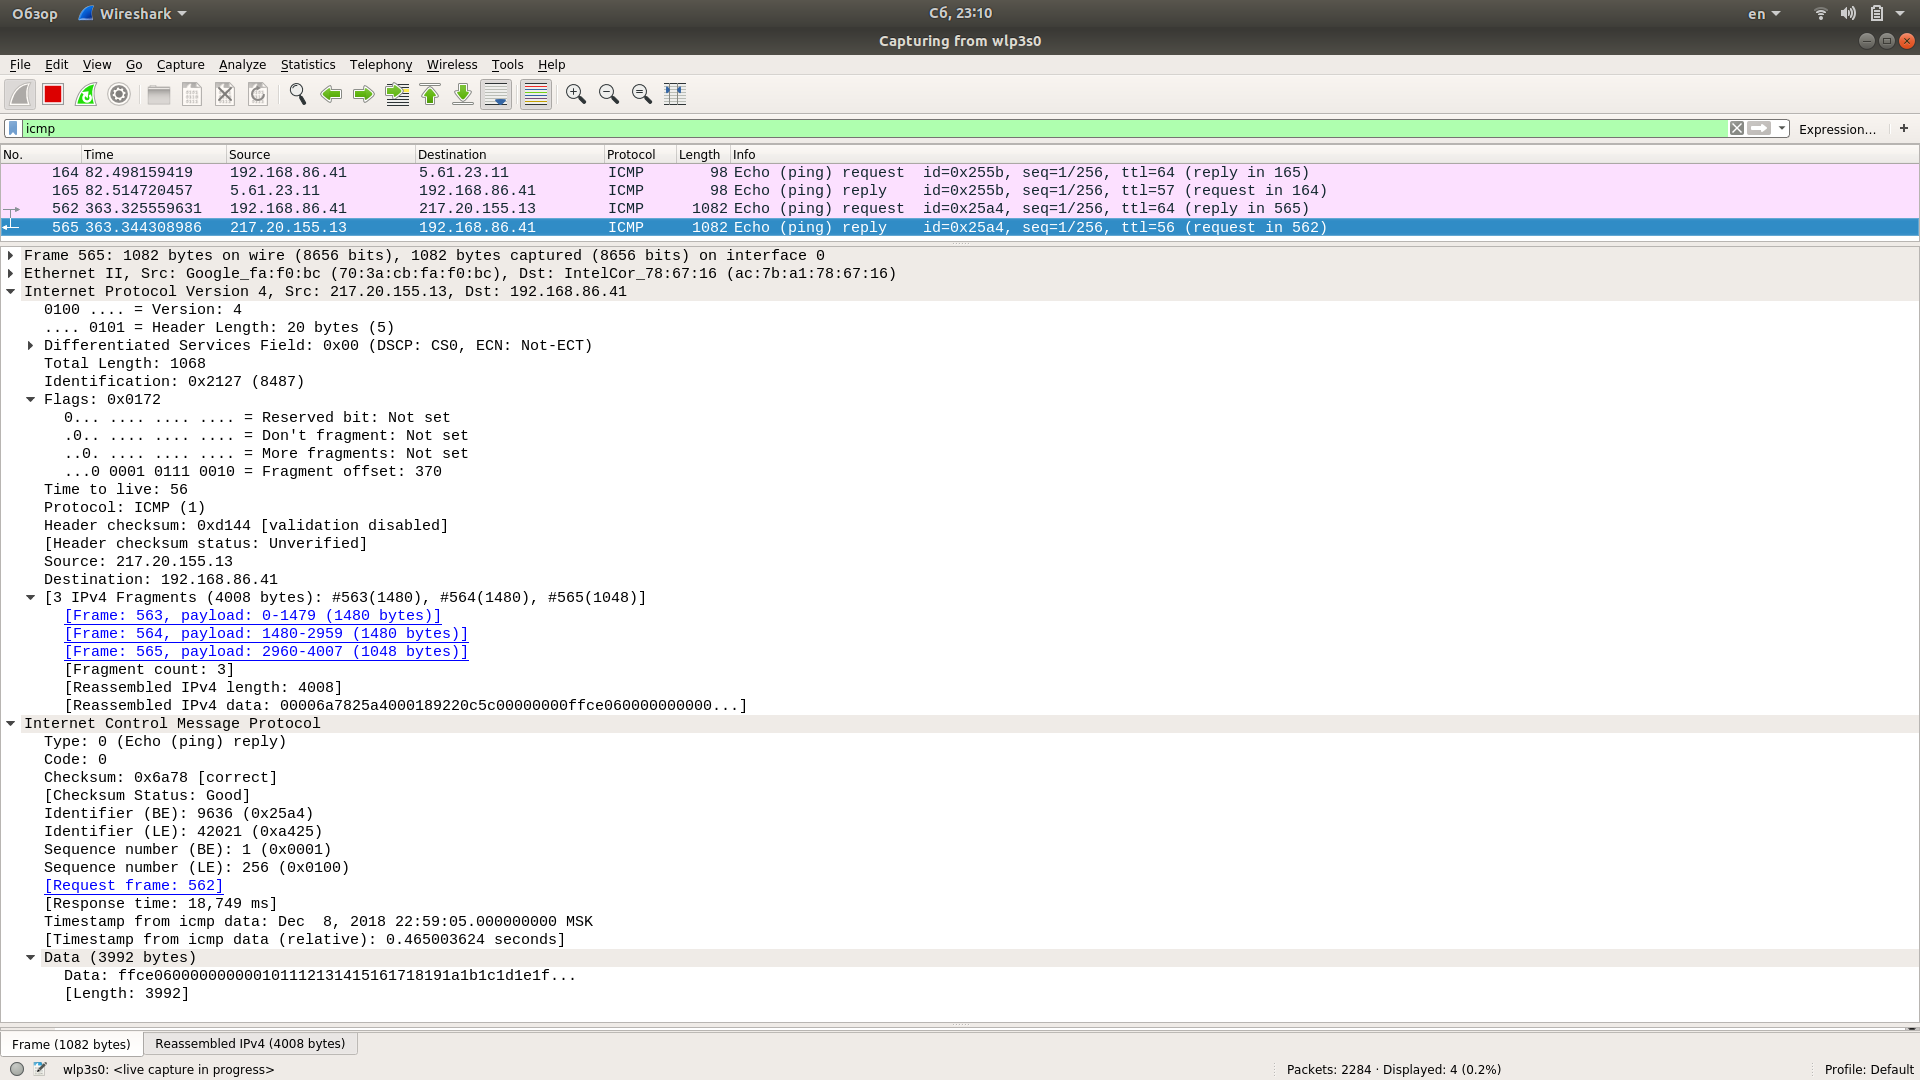 Обзор Wireshark Сб, 23:10 en
Capturing from wlp3s0
File Edit View Go Capture Analyze Statistics Telephony Wireless Tools Help
icmp Expression… +
No. Time Source Destination Protocol Length Info
164 82.498159419 192.168.86.41 5.61.23.11 ICMP 98 Echo (ping) request id=0x255b, seq=1/256, ttl=64 (reply in 165)
165 82.514720457 5.61.23.11 192.168.86.41 ICMP 98 Echo (ping) reply id=0x255b, seq=1/256, ttl=57 (request in 164)
562 363.325559631 192.168.86.41 217.20.155.13 ICMP 1082 Echo (ping) request id=0x25a4, seq=1/256, ttl=64 (reply in 565)
565 363.344308986 217.20.155.13 192.168.86.41 ICMP 1082 Echo (ping) reply id=0x25a4, seq=1/256, ttl=56 (request in 562)
Frame 565: 1082 bytes on wire (8656 bits), 1082 bytes captured (8656 bits) on interface 0
Ethernet II, Src: Google_fa:f0:bc (70:3a:cb:fa:f0:bc), Dst: IntelCor_78:67:16 (ac:7b:a1:78:67:16)
Internet Protocol Version 4, Src: 217.20.155.13, Dst: 192.168.86.41
0100 .... = Version: 4
.... 0101 = Header Length: 20 bytes (5)
Differentiated Services Field: 0x00 (DSCP: CS0, ECN: Not-ECT)
Total Length: 1068
Identification: 0x2127 (8487)
Flags: 0x0172
0... .... .... .... = Reserved bit: Not set
.0.. .... .... .... = Don't fragment: Not set
..0. .... .... .... = More fragments: Not set
...0 0001 0111 0010 = Fragment offset: 370
Time to live: 56
Protocol: ICMP (1)
Header checksum: 0xd144 [validation disabled]
[Header checksum status: Unverified]
Source: 217.20.155.13
Destination: 192.168.86.41
[3 IPv4 Fragments (4008 bytes): #563(1480), #564(1480), #565(1048)]
[Frame: 563, payload: 0-1479 (1480 bytes)]
[Frame: 564, payload: 1480-2959 (1480 bytes)]
[Frame: 565, payload: 2960-4007 (1048 bytes)]
[Fragment count: 3]
[Reassembled IPv4 length: 4008]
[Reassembled IPv4 data: 00006a7825a4000189220c5c00000000ffce060000000000...]
Internet Control Message Protocol
Type: 0 (Echo (ping) reply)
Code: 0
Checksum: 0x6a78 [correct]
[Checksum Status: Good]
Identifier (BE): 9636 (0x25a4)
Identifier (LE): 42021 (0xa425)
Sequence number (BE): 1 (0x0001)
Sequence number (LE): 256 (0x0100)
[Request frame: 562]
[Response time: 18,749 ms]
Timestamp from icmp data: Dec  8, 2018 22:59:05.000000000 MSK
[Timestamp from icmp data (relative): 0.465003624 seconds]
Data (3992 bytes)
Data: ffce060000000000101112131415161718191a1b1c1d1e1f...
[Length: 3992]
Frame (1082 bytes) Reassembled IPv4 (4008 bytes)
wlp3s0: <live capture in progress> Packets: 2284 · Displayed: 4 (0.2%) Profile: Default